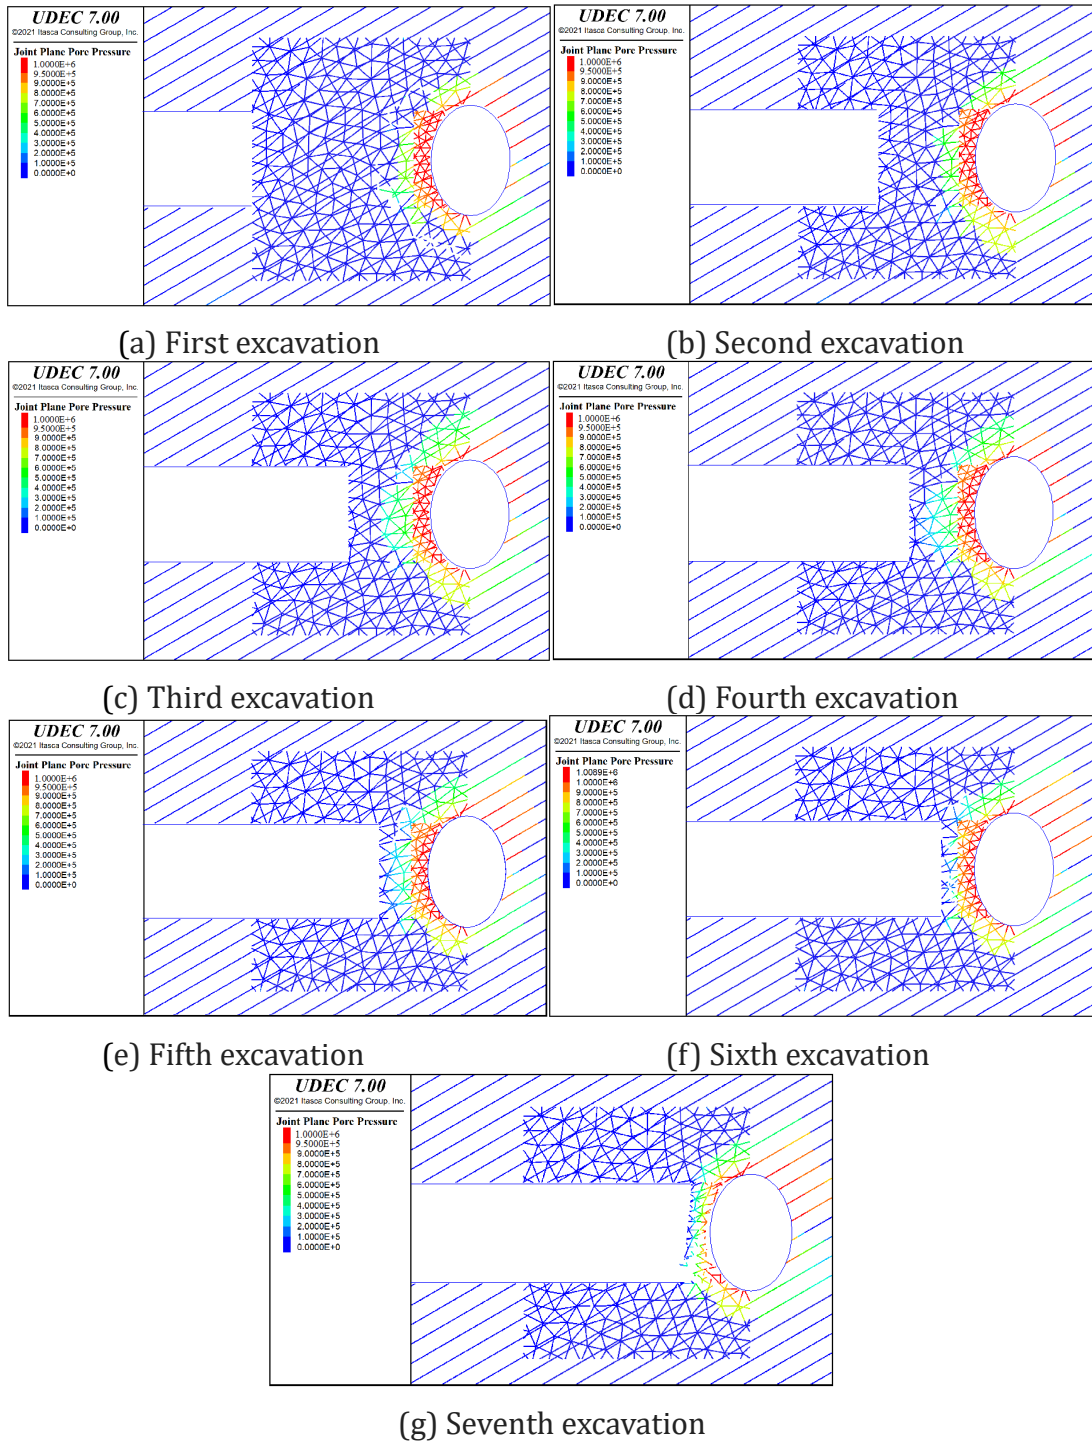 UDEC 7.00
©2021 Itasca Consulting Group, Inc.
Joint Plane Pore Pressure
1.0000E+6
9.5000E+5
9.0000E+5
8.0000E+5
7.0000E+5
6.0000E+5
5.0000E+5
4.0000E+5
3.0000E+5
2.0000E+5
1.0000E+5
0.0000E+0
(a) First excavation
UDEC 7.00
©2021 Itasca Consulting Group, Inc.
Joint Plane Pore Pressure
1.0000E+6
9.5000E+5
9.0000E+5
8.0000E+5
7.0000E+5
6.0000E+5
5.0000E+5
4.0000E+5
3.0000E+5
2.0000E+5
1.0000E+5
0.0000E+0
(b) Second excavation
UDEC 7.00
©2021 Itasca Consulting Group, Inc.
Joint Plane Pore Pressure
1.0000E+6
9.5000E+5
9.0000E+5
8.0000E+5
7.0000E+5
6.0000E+5
5.0000E+5
4.0000E+5
3.0000E+5
2.0000E+5
1.0000E+5
0.0000E+0
(c) Third excavation
UDEC 7.00
©2021 Itasca Consulting Group, Inc.
Joint Plane Pore Pressure
1.0000E+6
9.5000E+5
9.0000E+5
8.0000E+5
7.0000E+5
6.0000E+5
5.0000E+5
4.0000E+5
3.0000E+5
2.0000E+5
1.0000E+5
0.0000E+0
(d) Fourth excavation
UDEC 7.00
©2021 Itasca Consulting Group, Inc.
Joint Plane Pore Pressure
1.0000E+6
9.5000E+5
9.0000E+5
8.0000E+5
7.0000E+5
6.0000E+5
5.0000E+5
4.0000E+5
3.0000E+5
2.0000E+5
1.0000E+5
0.0000E+0
(e) Fifth excavation
UDEC 7.00
©2021 Itasca Consulting Group, Inc.
Joint Plane Pore Pressure
1.0089E+6
1.0000E+6
9.0000E+5
8.0000E+5
7.0000E+5
6.0000E+5
5.0000E+5
4.0000E+5
3.0000E+5
2.0000E+5
1.0000E+5
0.0000E+0
(f) Sixth excavation
UDEC 7.00
©2021 Itasca Consulting Group, Inc.
Joint Plane Pore Pressure
1.0000E+6
9.5000E+5
9.0000E+5
8.0000E+5
7.0000E+5
6.0000E+5
5.0000E+5
4.0000E+5
3.0000E+5
2.0000E+5
1.0000E+5
0.0000E+0
(g) Seventh excavation